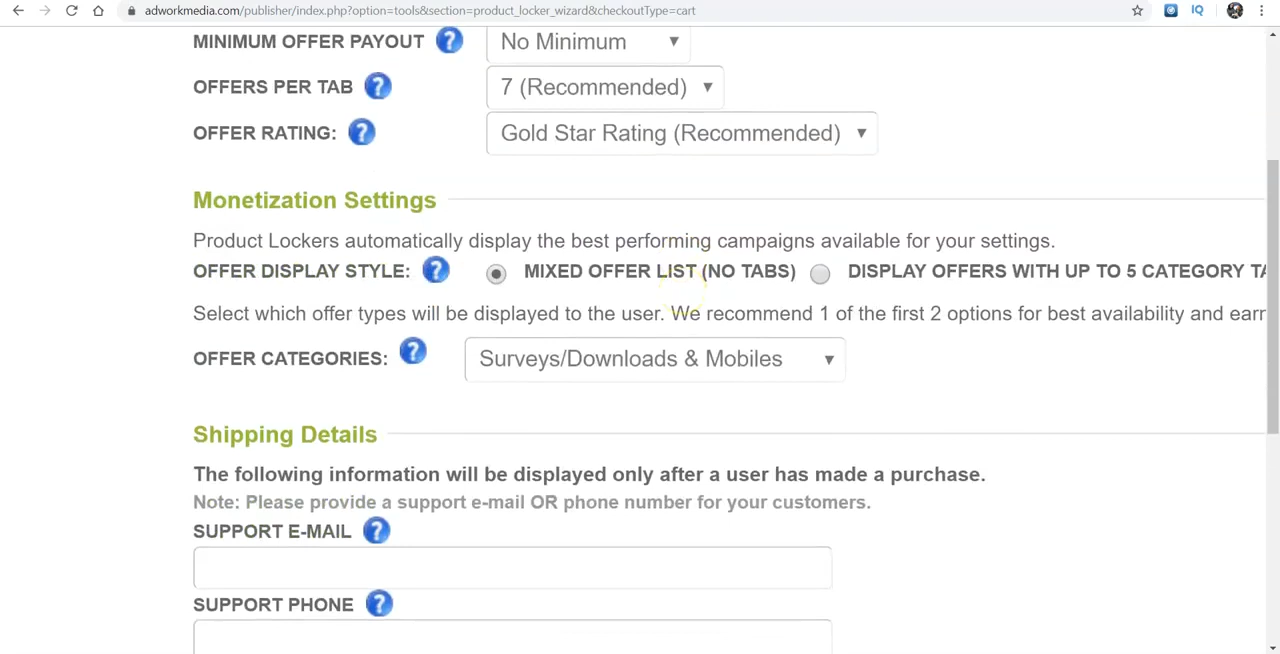 adworkmedia.com/publisher/index.php?option=tools&section=product_locker_wizard&checkoutType=cart
IQ
MINIMUM OFFER PAYOUT ? No Minimum
OFFERS PER TAB ? 7 (Recommended)
OFFER RATING: ? Gold Star Rating (Recommended)
Monetization Settings
Product Lockers automatically display the best performing campaigns available for your settings.
OFFER DISPLAY STYLE: ? MIXED OFFER LIST (NO TABS) DISPLAY OFFERS WITH UP TO 5 CATEGORY TA
Select which offer types will be displayed to the user. We recommend 1 of the first 2 options for best availability and earr
OFFER CATEGORIES: ? Surveys/Downloads & Mobiles
Shipping Details
The following information will be displayed only after a user has made a purchase.
Note: Please provide a support e-mail OR phone number for your customers.
SUPPORT E-MAIL ?
SUPPORT PHONE ?